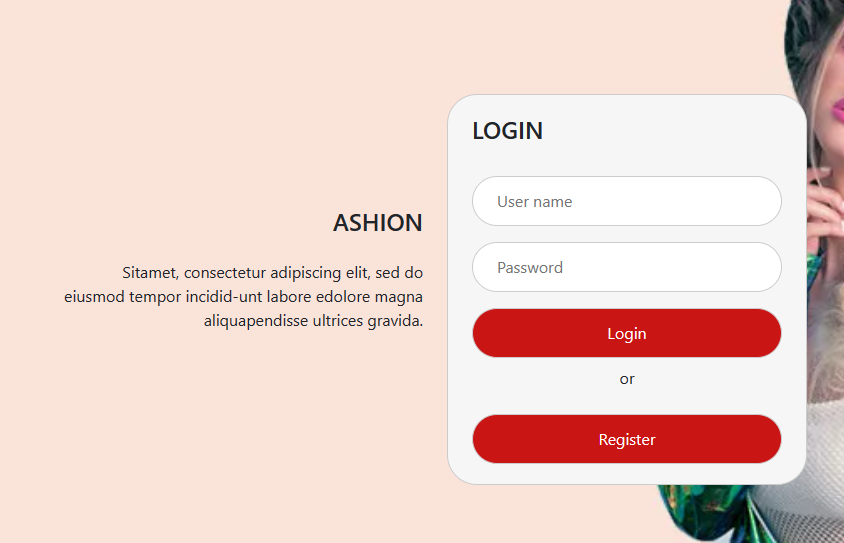 ASHION
Sitamet, consectetur adipiscing elit, sed do
eiusmod tempor incidid-unt labore edolore magna
aliquapendisse ultrices gravida.
LOGIN
User name
Password
Login
or
Register